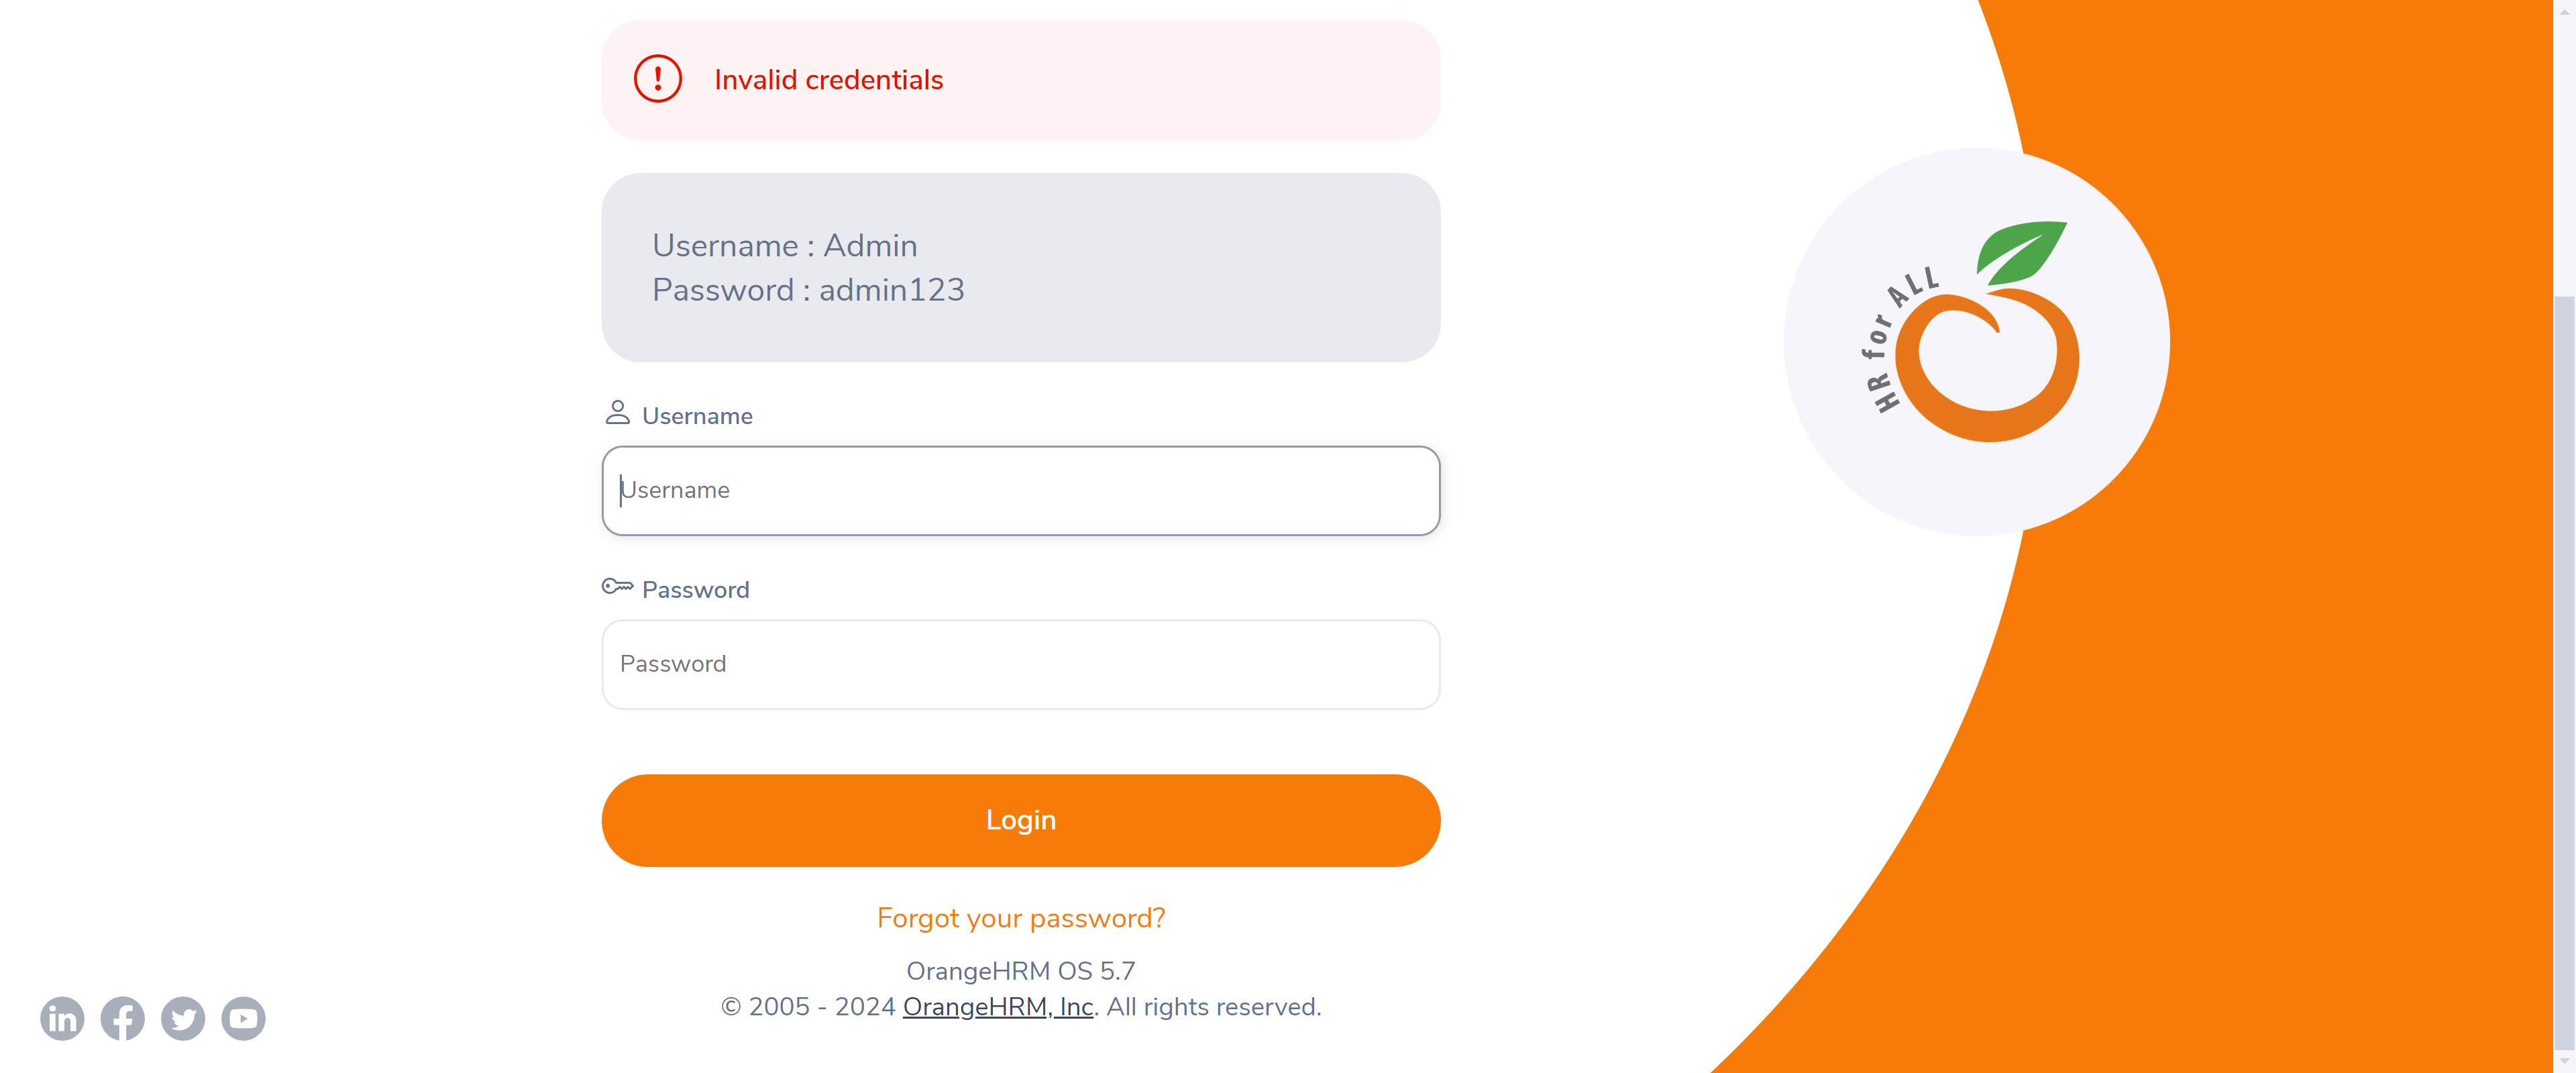 Invalid credentials
Username : Admin
Password : admin123
Username
Username
Password
Password
Login
Forgot your password?
OrangeHRM OS 5.7
© 2005 - 2024 OrangeHRM, Inc. All rights reserved.
HR for ALL
in